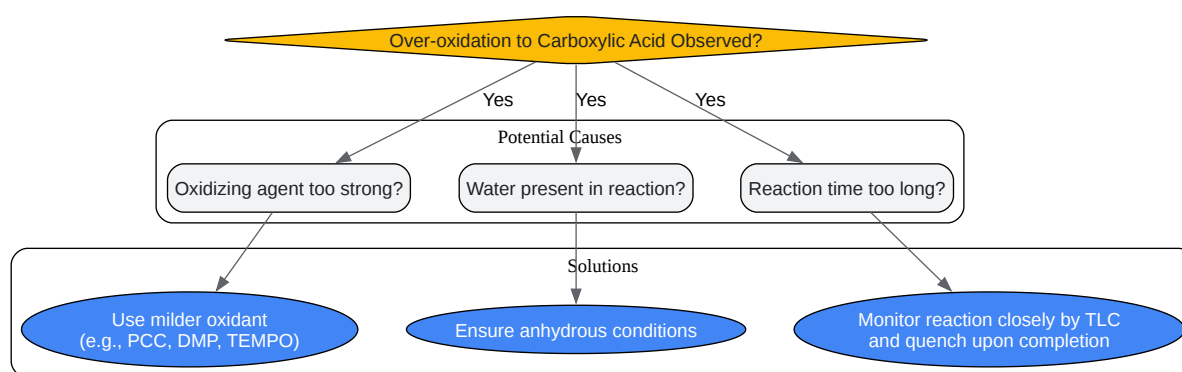 Over-oxidation to Carboxylic Acid Observed?
Yes
Yes
Yes
Potential Causes
Oxidizing agent too strong?
Water present in reaction?
Reaction time too long?
Solutions
Use milder oxidant
(e.g., PCC, DMP, TEMPO)
Ensure anhydrous conditions
Monitor reaction closely by TLC
and quench upon completion